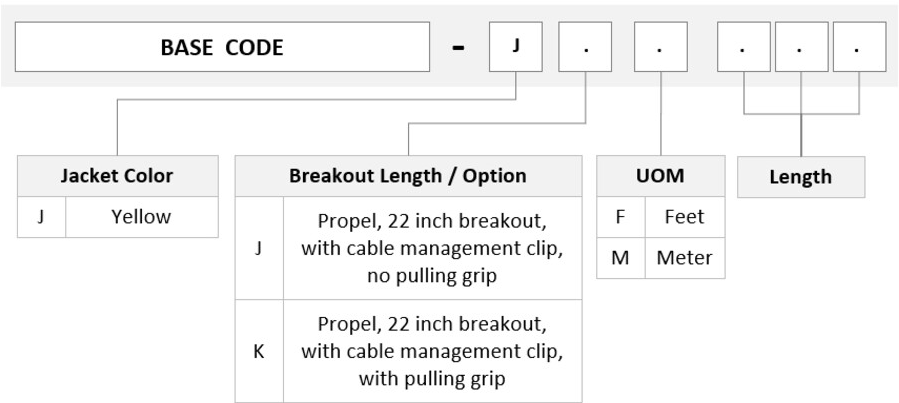 BASE CODE - J . . . . .
Jacket Color
J Yellow
Breakout Length / Option
J Propel, 22 inch breakout,
with cable management clip,
no pulling grip
K Propel, 22 inch breakout,
with cable management clip,
with pulling grip
UOM
F Feet
M Meter
Length